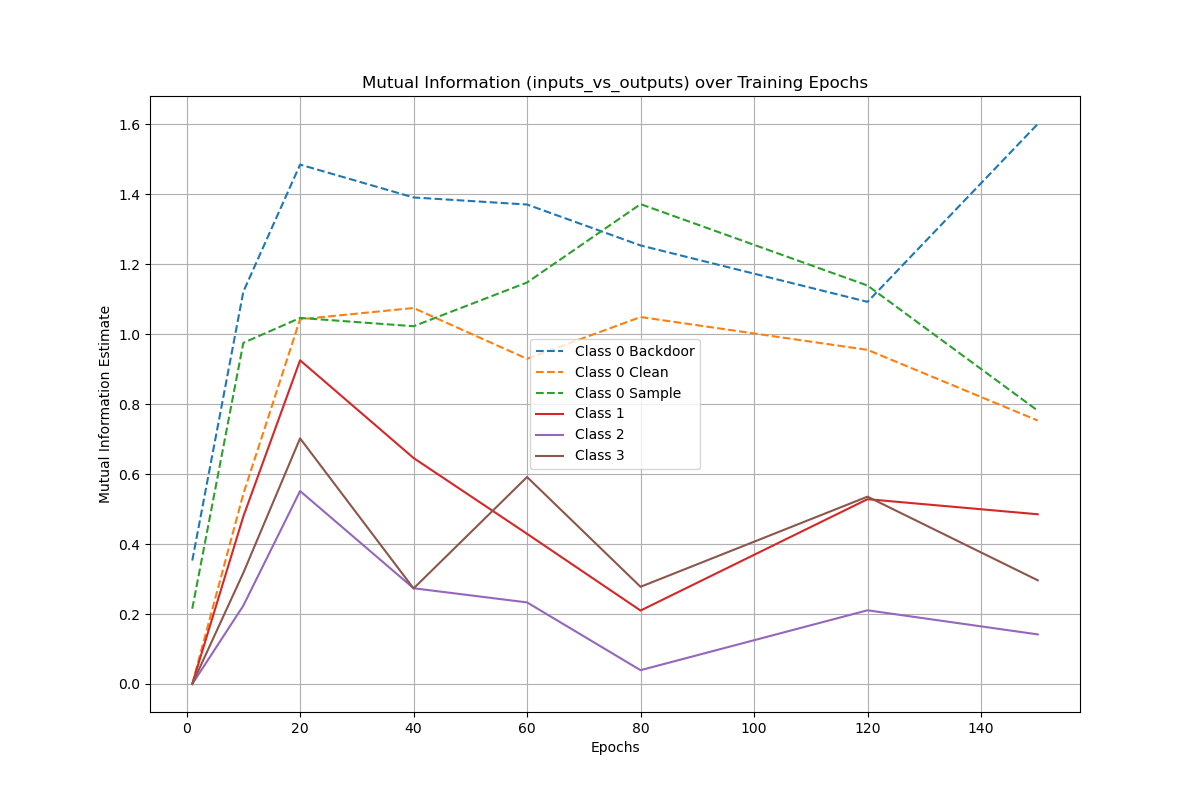 Mutual Information (inputs_vs_outputs) over Training Epochs
Mutual Information Estimate
1.6
1.4
1.2
1.0
0.8
0.6
0.4
0.2
0.0
Class 0 Backdoor
Class 0 Clean
Class 0 Sample
Class 1
Class 2
Class 3
0 20 40 60 80 100 120 140
Epochs